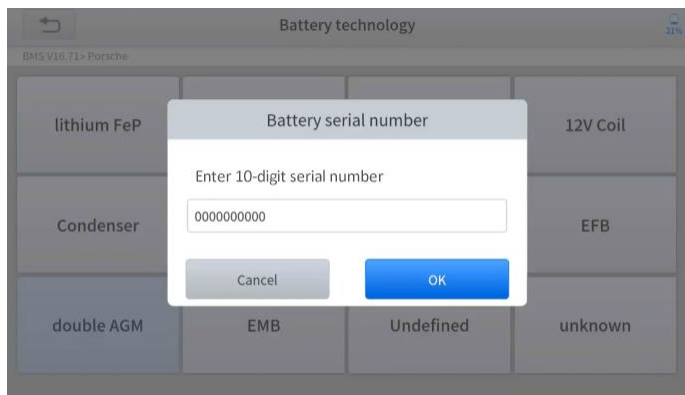 Battery technology
31%
BMS V16.71> Porsche
lithium FeP
12V Coil
Battery serial number
Enter 10-digit serial number
0000000000
Cancel
OK
Condenser
EFB
double AGM
EMB
Undefined
unknown